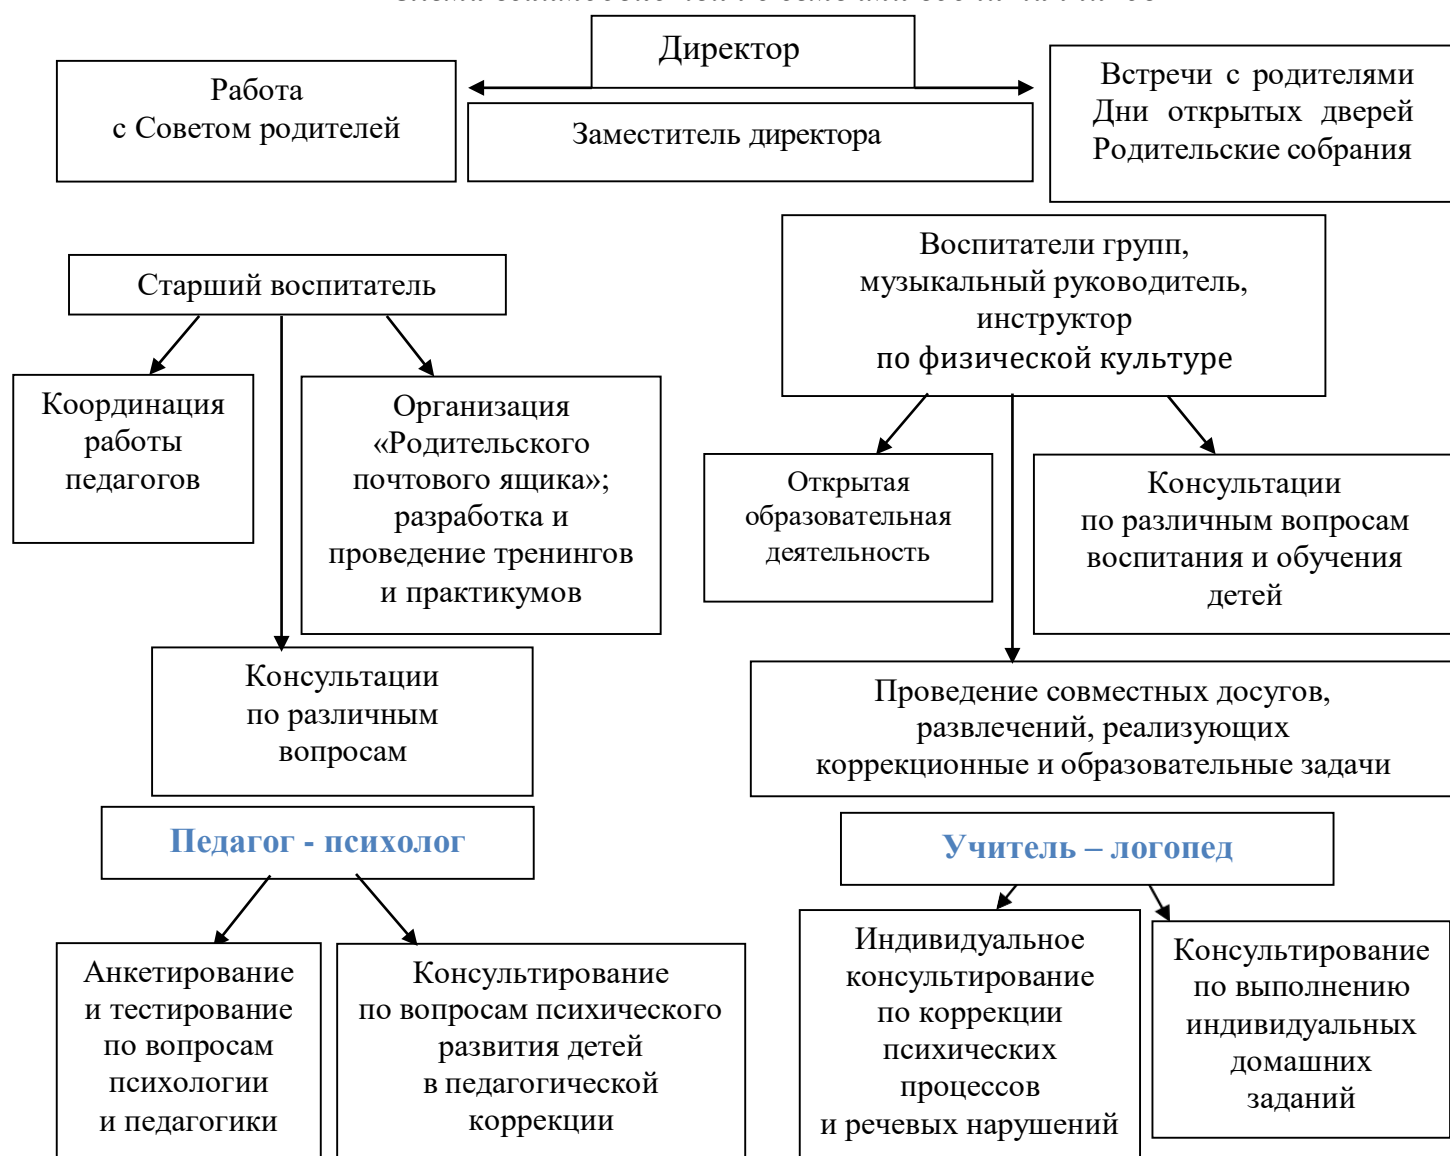 Директор
Работа
с Советом родителей
Заместитель директора
Встречи с родителями
Дни открытых дверей
Родительские собрания
Старший воспитатель
Воспитатели групп,
музыкальный руководитель,
инструктор
по физической культуре
Координация
работы
педагогов
Организация
«Родительского
почтового ящика»;
разработка и
проведение тренингов
и практикумов
Открытая
образовательная
деятельность
Консультации
по различным вопросам
воспитания и обучения
детей
Консультации
по различным
вопросам
Проведение совместных досугов,
развлечений, реализующих
коррекционные и образовательные задачи
Педагог - психолог
Учитель – логопед
Анкетирование
и тестирование
по вопросам
психологии
и педагогики
Консультирование
по вопросам психического
развития детей
в педагогической
коррекции
Индивидуальное
консультирование
по коррекции
психических
процессов
и речевых нарушений
Консультирование
по выполнению
индивидуальных
домашних
заданий